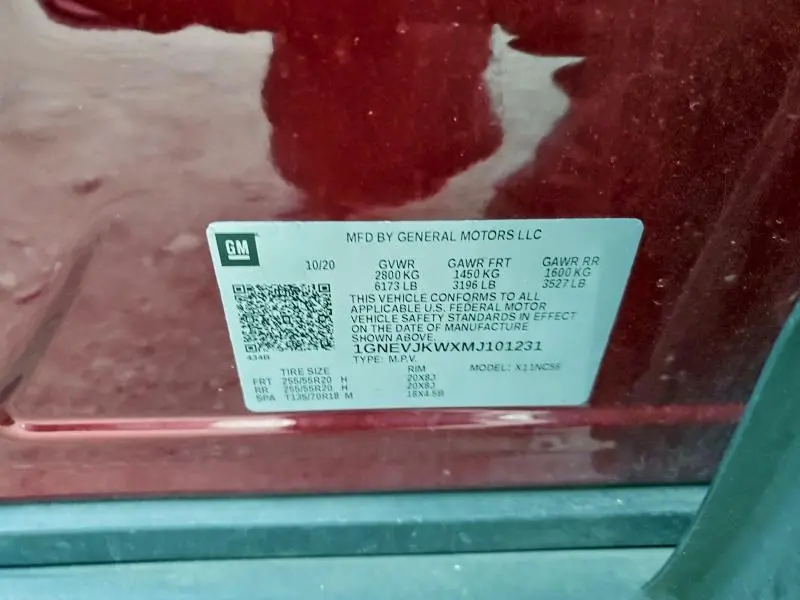 GM
MFD BY GENERAL MOTORS LLC
10/20 GVWR GAWR FRT GAWR RR
2800 KG 1450 KG 1600 KG
6173 LB 3196 LB 3527 LB
THIS VEHICLE CONFORMS TO ALL
APPLICABLE U.S. FEDERAL MOTOR
VEHICLE SAFETY STANDARDS IN EFFECT
ON THE DATE OF MANUFACTURE
SHOWN ABOVE.
434B
1GNEVJKWXMJ101231
TYPE: M.P.V. MODEL: X11NC56
TIRE SIZE RIM
FRT 255/55R20 H 20X8J
RR 255/55R20 H 20X8J
SPA T135/70R18 M 18X4.5B